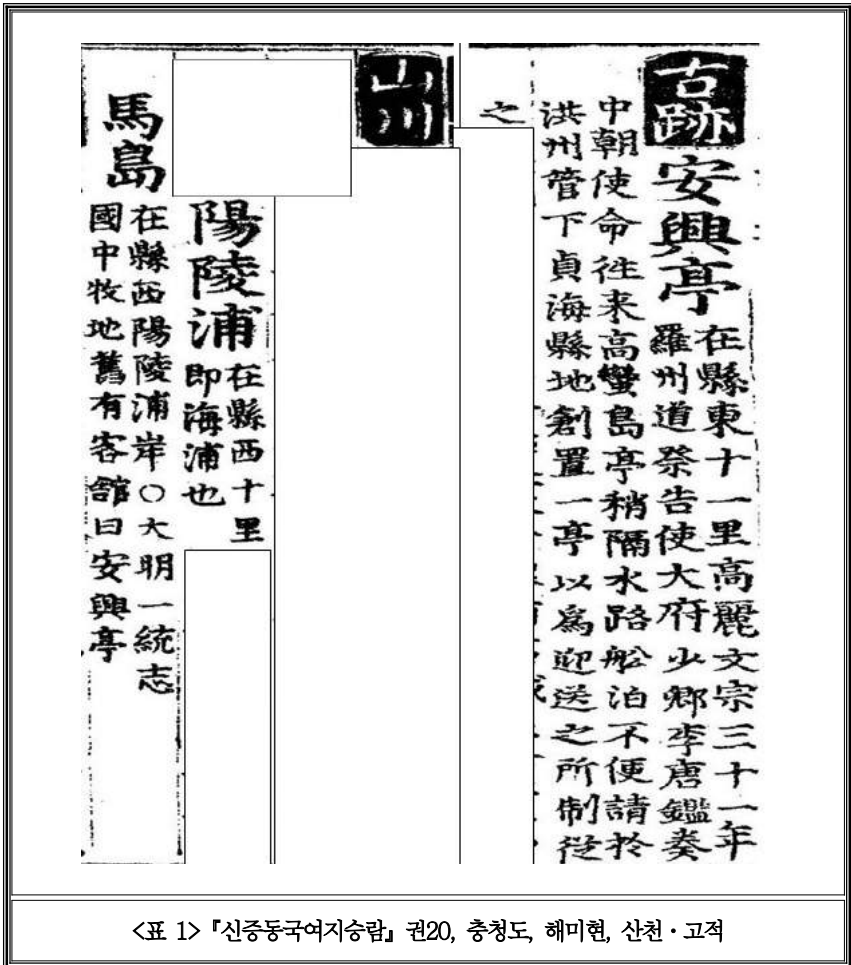 古跡
安興亭
在縣東十一里高麗文宗三十一年
羅州道祭告使大府少卿李唐鑑奏
中朝使命往来高蠻島亭稍隔水路船泊不便請扵
洪州管下貞海縣地創置一亭以爲迎送之所制從
之
山川
陽陵浦
在縣西十里
即海浦也
馬島
在縣西陽陵浦岸○大明一統志
國中牧地舊有客舘曰安興亭
<표 1> 『신증동국여지승람』 권20, 충청도, 해미현, 산천·고적